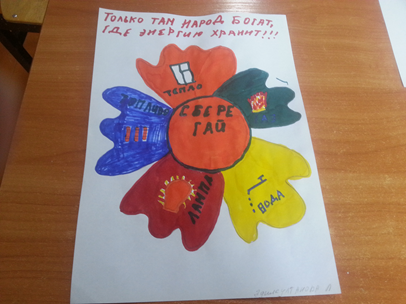 ТОЛЬКО ТАМ НАРОД БОГАТ,
ГДЕ ЭНЕРГИЮ ХРАНИТ!!!
ТЕПЛО
СБЕРЕ
ГАЙ
ЛАМПА
ВОДА